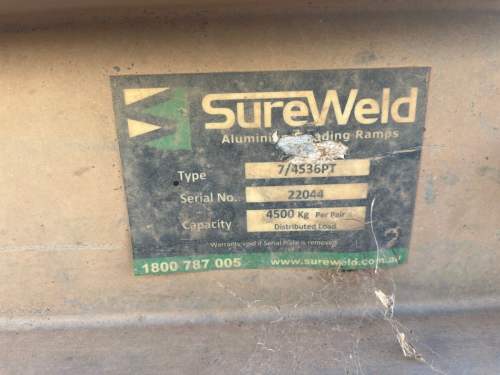 SureWeld
Aluminium Loading Ramps
Type 7/4536PT
Serial No. 22044
Capacity 4500 Kg Per Pair
Distributed Load
Warranty void if Serial Plate is removed
1800 787 005 www.sureweld.com.au